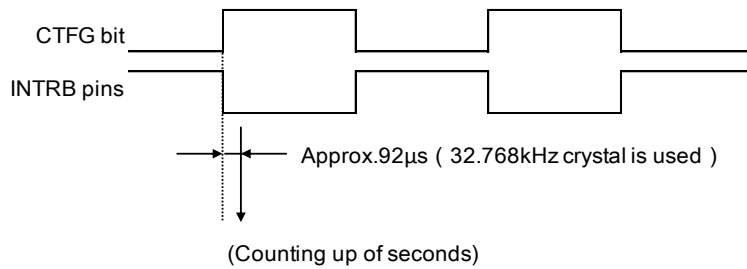 CTFG bit
INTRB pins
Approx.92μs ( 32.768kHz crystal is used )
(Counting up of seconds)